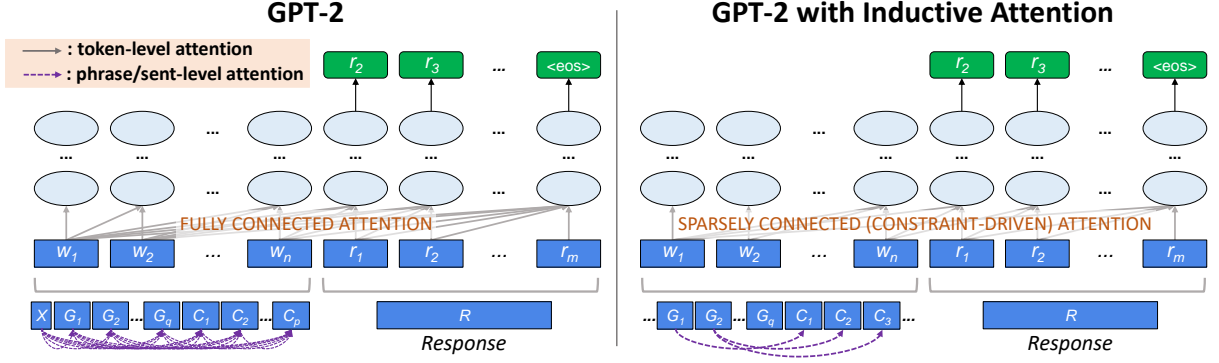 GPT-2
: token-level attention
: phrase/sent-level attention
r2 r3 ... <eos>
... ...
... ...
... ...
FULLY CONNECTED ATTENTION
w1 w2 ... wn r1 r2 ... rm
X G1 G2 ... Gq C1 C2 ... Cp R
Response
GPT-2 with Inductive Attention
r2 r3 ... <eos>
... ...
... ...
... ...
SPARSELY CONNECTED (CONSTRAINT-DRIVEN) ATTENTION
w1 w2 ... wn r1 r2 ... rm
... G1 G2 ... Gq C1 C2 C3 ... R
Response